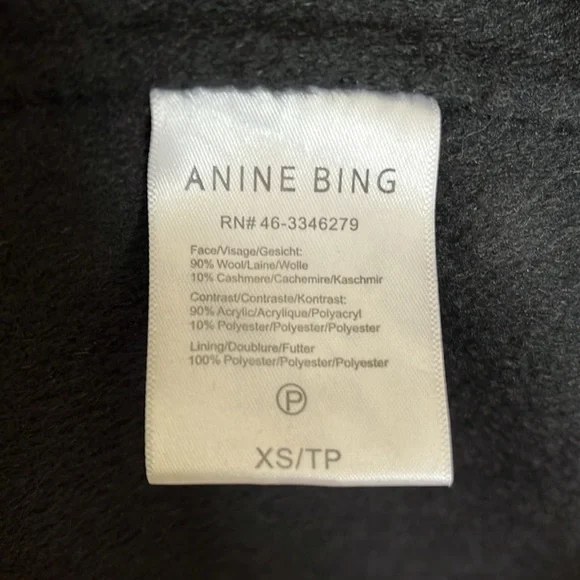 ANINE BING
RN# 46-3346279
Face/Visage/Gesicht:
90% Wool/Laine/Wolle
10% Cashmere/Cachemire/Kaschmir
Contrast/Contraste/Kontrast:
90% Acrylic/Acrylique/Polyacryl
10% Polyester/Polyester/Polyester
Lining/Doublure/Futter
100% Polyester/Polyester/Polyester
P
XS/TP